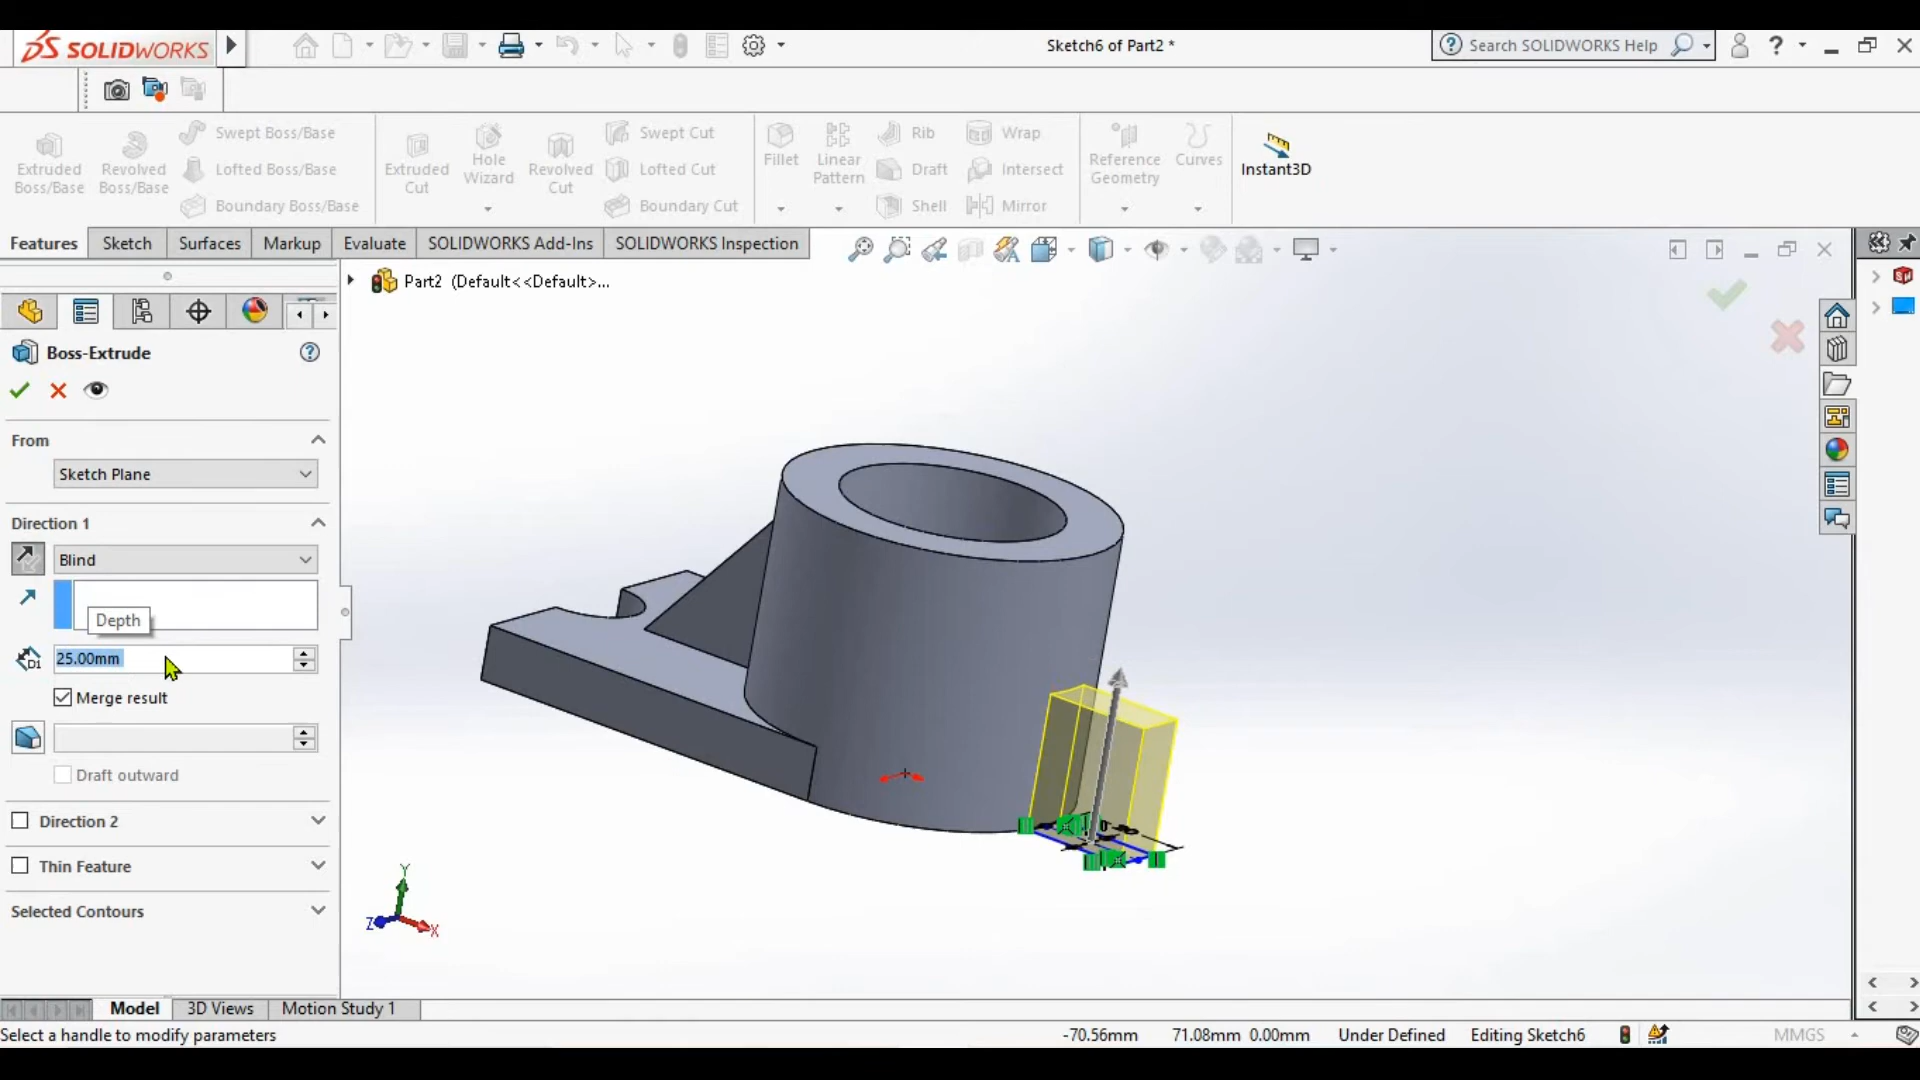 SOLIDWORKS
Sketch6 of Part2 *
Search SOLIDWORKS Help
Extruded Boss/Base
Revolved Boss/Base
Swept Boss/Base
Lofted Boss/Base
Boundary Boss/Base
Extruded Cut
Hole Wizard
Revolved Cut
Swept Cut
Lofted Cut
Boundary Cut
Fillet
Linear Pattern
Rib
Draft
Shell
Wrap
Intersect
Mirror
Reference Geometry
Curves
Instant3D
Features
Sketch
Surfaces
Markup
Evaluate
SOLIDWORKS Add-Ins
SOLIDWORKS Inspection
Part2 (Default<<Default>...
Boss-Extrude
From
Sketch Plane
Direction 1
Blind
Depth
D1
25.00mm
Merge result
Draft outward
Direction 2
Thin Feature
Selected Contours
Y
Z
X
Model
3D Views
Motion Study 1
Select a handle to modify parameters
-70.56mm
71.08mm 0.00mm
Under Defined
Editing Sketch6
MMGS